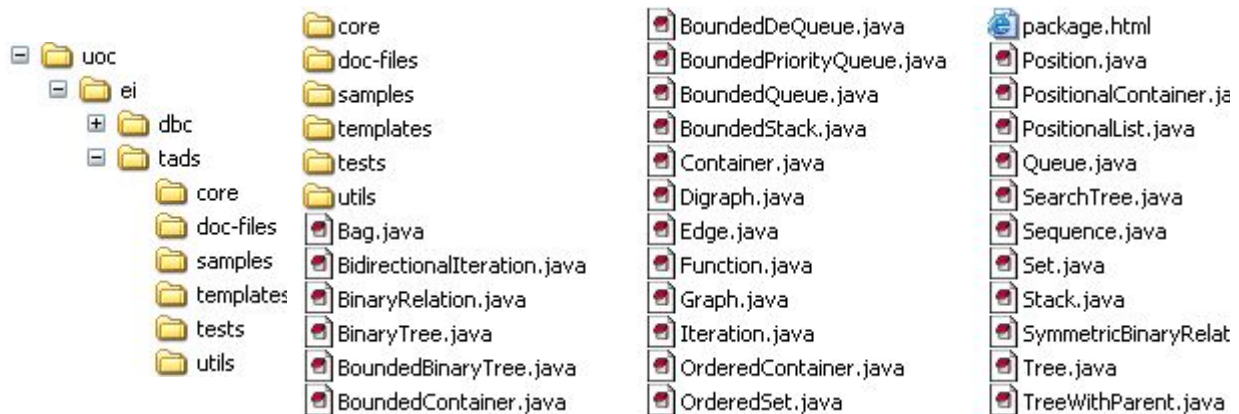 uoc
ei
dbc
tads
core
doc-files
samples
templates
tests
utils
core
doc-files
samples
templates
tests
utils
Bag.java
BidirectionalIteration.java
BinaryRelation.java
BinaryTree.java
BoundedBinaryTree.java
BoundedContainer.java
BoundedDeQueue.java
BoundedPriorityQueue.java
BoundedQueue.java
BoundedStack.java
Container.java
Digraph.java
Edge.java
Function.java
Graph.java
Iteration.java
OrderedContainer.java
OrderedSet.java
package.html
Position.java
PositionalContainer.ja
PositionalList.java
Queue.java
SearchTree.java
Sequence.java
Set.java
Stack.java
SymmetricBinaryRelat
Tree.java
TreeWithParent.java